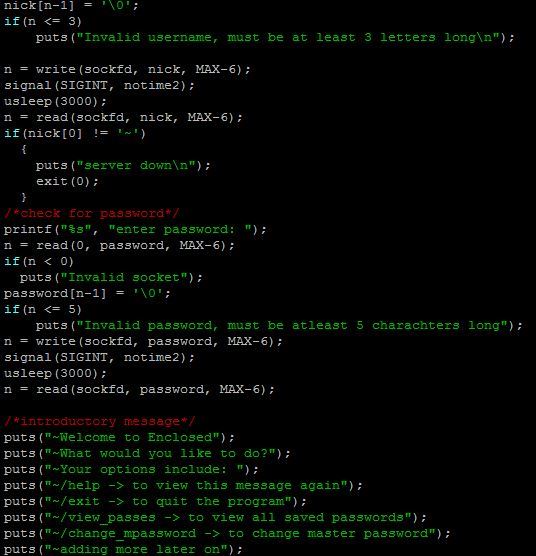 nick[n-1] = '\0';
if(n <= 3)
puts("Invalid username, must be at least 3 letters long\n");
n = write(sockfd, nick, MAX-6);
signal(SIGINT, notime2);
usleep(3000);
n = read(sockfd, nick, MAX-6);
if(nick[0] != '~')
{
puts("server down\n");
exit(0);
}
/*check for password*/
printf("%s", "enter password: ");
n = read(0, password, MAX-6);
if(n < 0)
puts("Invalid socket");
password[n-1] = '\0';
if(n <= 5)
puts("Invalid password, must be atleast 5 charachters long");
n = write(sockfd, password, MAX-6);
signal(SIGINT, notime2);
usleep(3000);
n = read(sockfd, password, MAX-6);
/*introductory message*/
puts("~Welcome to Enclosed");
puts("~What would you like to do?");
puts("~Your options include: ");
puts("~/help -> to view this message again");
puts("~/exit -> to quit the program");
puts("~/view_passes -> to view all saved passwords");
puts("~/change_mpassword -> to change master password");
puts("~adding more later on");